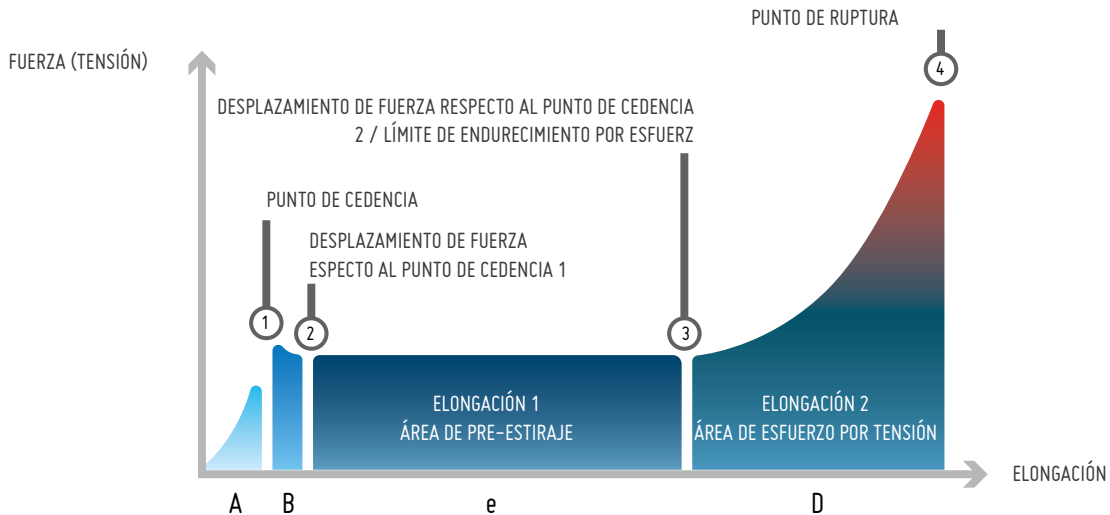 PUNTO DE RUPTURA
4
FUERZA (TENSIÓN)
DESPLAZAMIENTO DE FUERZA RESPECTO AL PUNTO DE CEDENCIA
2 / LÍMITE DE ENDURECIMIENTO POR ESFUERZ
PUNTO DE CEDENCIA
DESPLAZAMIENTO DE FUERZA
ESPECTO AL PUNTO DE CEDENCIA 1
1
2
3
ELONGACIÓN 1
ÁREA DE PRE-ESTIRAJE
ELONGACIÓN 2
ÁREA DE ESFUERZO POR TENSIÓN
ELONGACIÓN
A
B
e
D